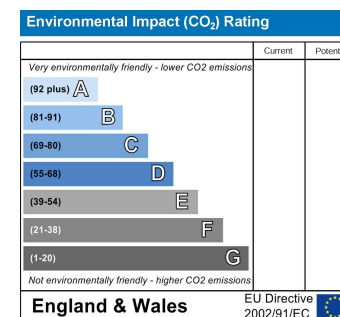 Environmental Impact (CO₂) Rating
Current Potent
Very environmentally friendly - lower CO2 emissions
(92 plus) A
(81-91) B
(69-80) C
(55-68) D
(39-54) E
(21-38) F
(1-20) G
Not environmentally friendly - higher CO2 emissions
England & Wales
EU Directive
2002/91/EC